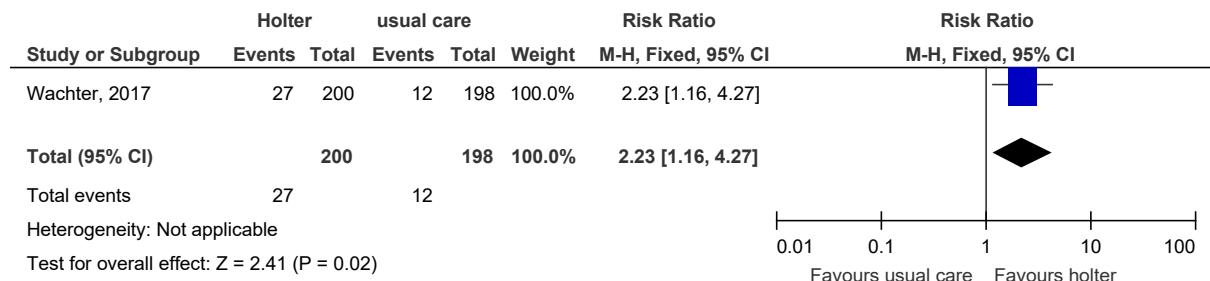 Holter usual care Risk Ratio Risk Ratio
Study or Subgroup Events Total Events Total Weight M-H, Fixed, 95% CI M-H, Fixed, 95% CI
Wachter, 2017 27 200 12 198 100.0% 2.23 [1.16, 4.27]
Total (95% CI) 200 198 100.0% 2.23 [1.16, 4.27]
Total events 27 12
Heterogeneity: Not applicable
Test for overall effect: Z = 2.41 (P = 0.02)
0.01 0.1 1 10 100
Favours usual care Favours holter